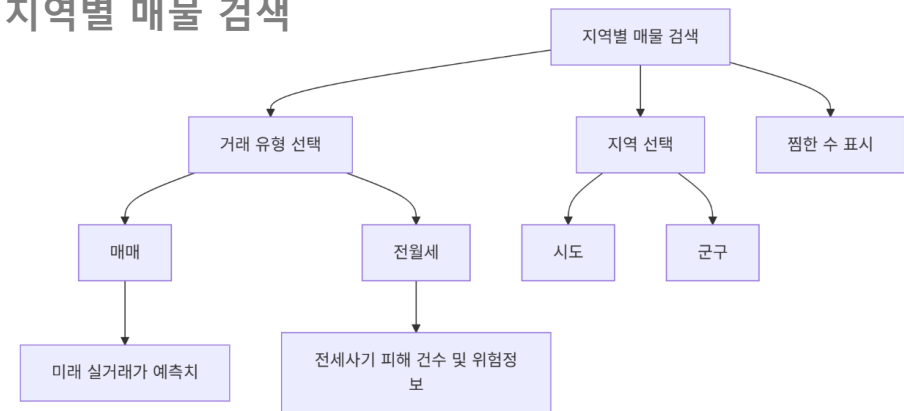 지역별 매물 검색
지역별 매물 검색
거래 유형 선택
지역 선택
찜한 수 표시
매매
전월세
시도
군구
미래 실거래가 예측치
전세사기 피해 건수 및 위험정
보